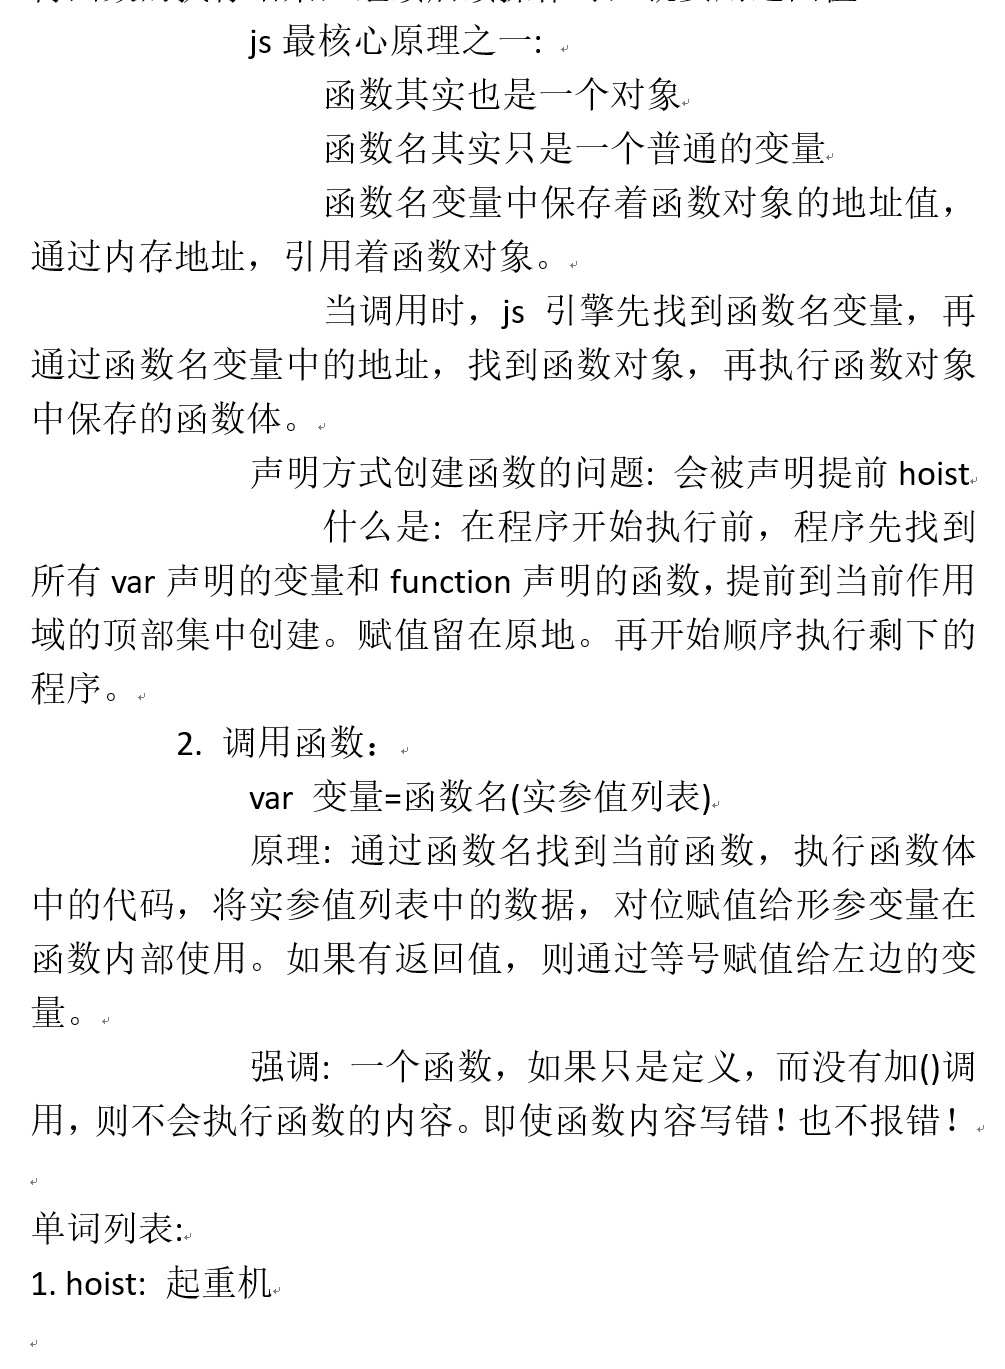 js 最核心原理之一:
函数其实也是一个对象
函数名其实只是一个普通的变量
函数名变量中保存着函数对象的地址值，
通过内存地址，引用着函数对象。
当调用时，js 引擎先找到函数名变量，再
通过函数名变量中的地址，找到函数对象，再执行函数对象
中保存的函数体。
声明方式创建函数的问题: 会被声明提前 hoist
什么是: 在程序开始执行前，程序先找到
所有 var 声明的变量和 function 声明的函数，提前到当前作用
域的顶部集中创建。赋值留在原地。再开始顺序执行剩下的
程序。
2. 调用函数：
var 变量=函数名(实参值列表)
原理: 通过函数名找到当前函数，执行函数体
中的代码，将实参值列表中的数据，对位赋值给形参变量在
函数内部使用。如果有返回值，则通过等号赋值给左边的变
量。
强调: 一个函数，如果只是定义，而没有加()调
用，则不会执行函数的内容。即使函数内容写错！也不报错！
单词列表:
1. hoist: 起重机